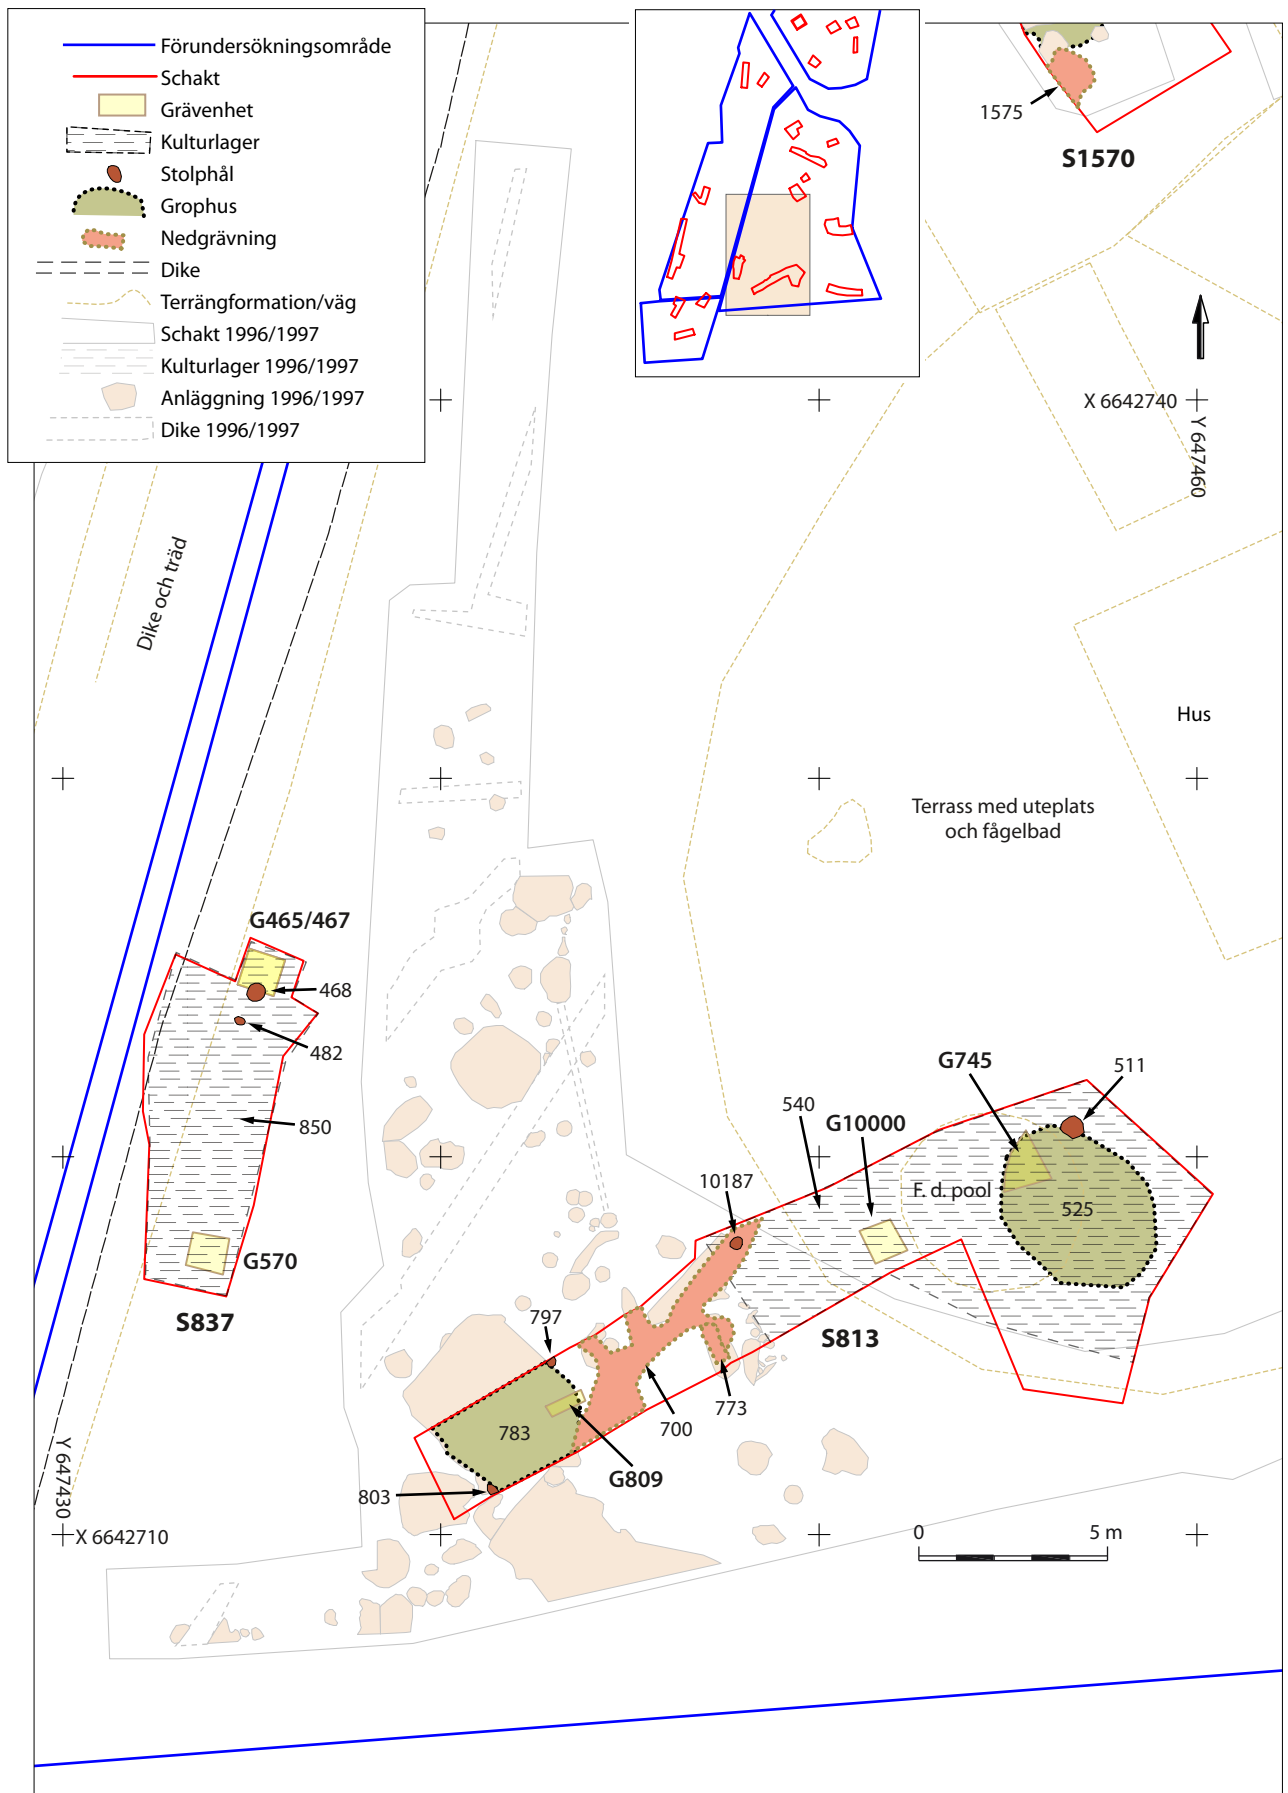 Förundersökningsområde
Schakt
Grävenhet
Kulturlager
Stolphål
Grophus
Nedgrävning
Dike
Terrängformation/väg
Schakt 1996/1997
Kulturlager 1996/1997
Anläggning 1996/1997
Dike 1996/1997
1575
S1570
X 6642740
Y 647460
Dike och träd
Hus
Terrass med uteplats
och fågelbad
G465/467
468
482
850
G570
S837
G745
511
540
G10000
10187
F. d. pool
525
797
S813
773
700
783
G809
803
Y 647430
X 6642710
0 5 m